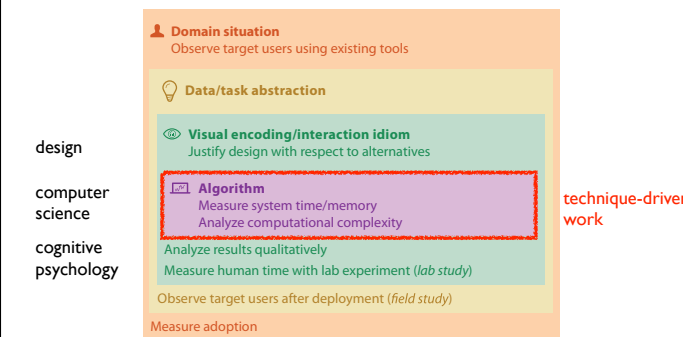 Domain situation
Observe target users using existing tools
Data/task abstraction
Visual encoding/interaction idiom
Justify design with respect to alternatives
design
Algorithm
Measure system time/memory
Analyze computational complexity
computer
science
technique-driven
work
cognitive
psychology
Analyze results qualitatively
Measure human time with lab experiment (lab study)
Observe target users after deployment (field study)
Measure adoption